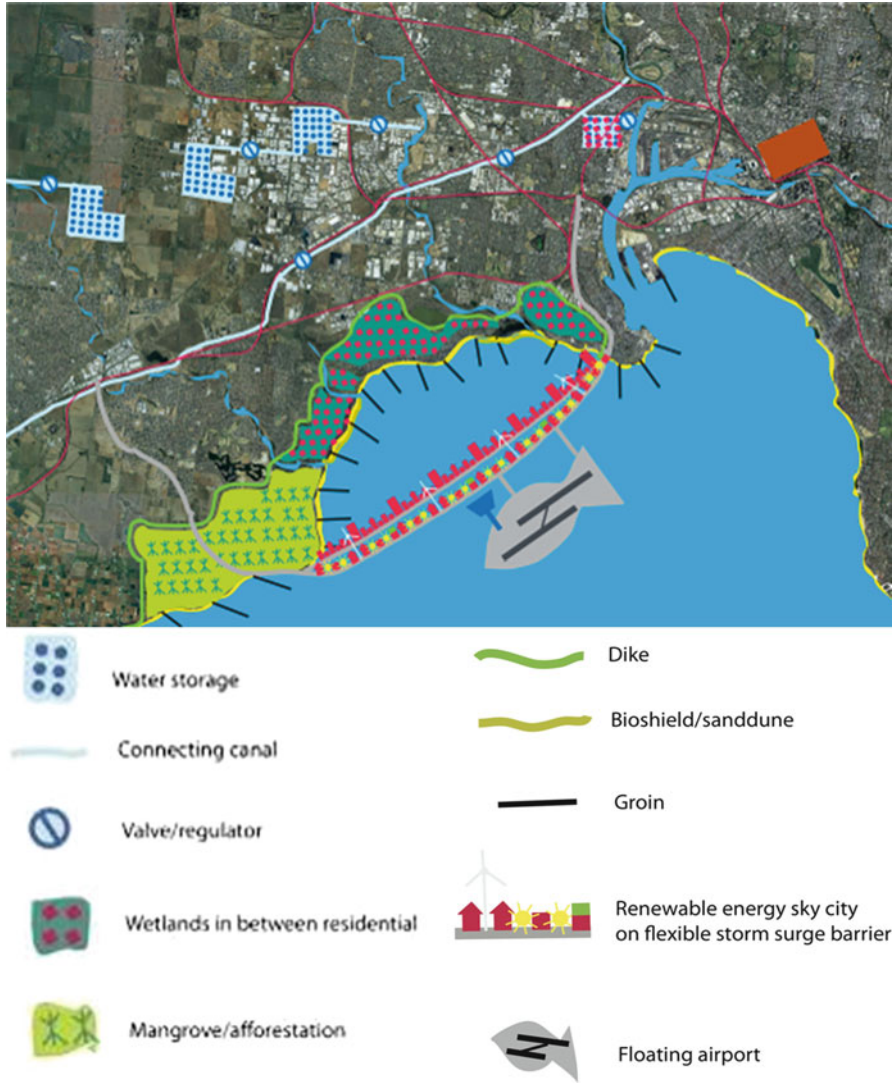 Water storage
Connecting canal
Valve/regulator
Wetlands in between residential
Mangrove/afforestation
Dike
Bioshield/sanddune
Groin
Renewable energy sky city
on flexible storm surge barrier
Floating airport